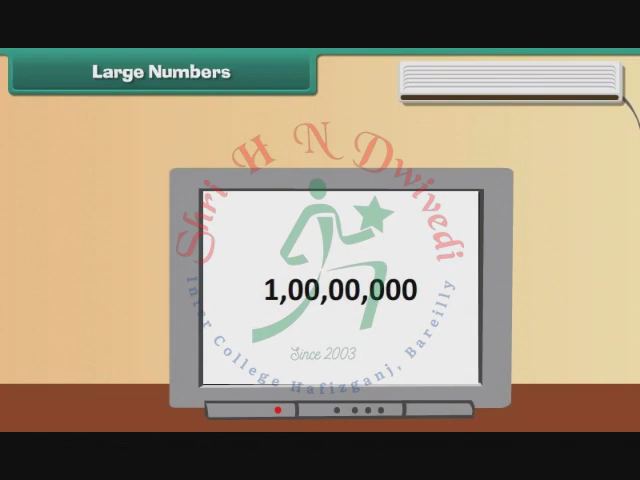 Large Numbers
Shri H N Dwivedi
1,00,00,000
Since 2003
Inter College Hafizganj, Bareilly